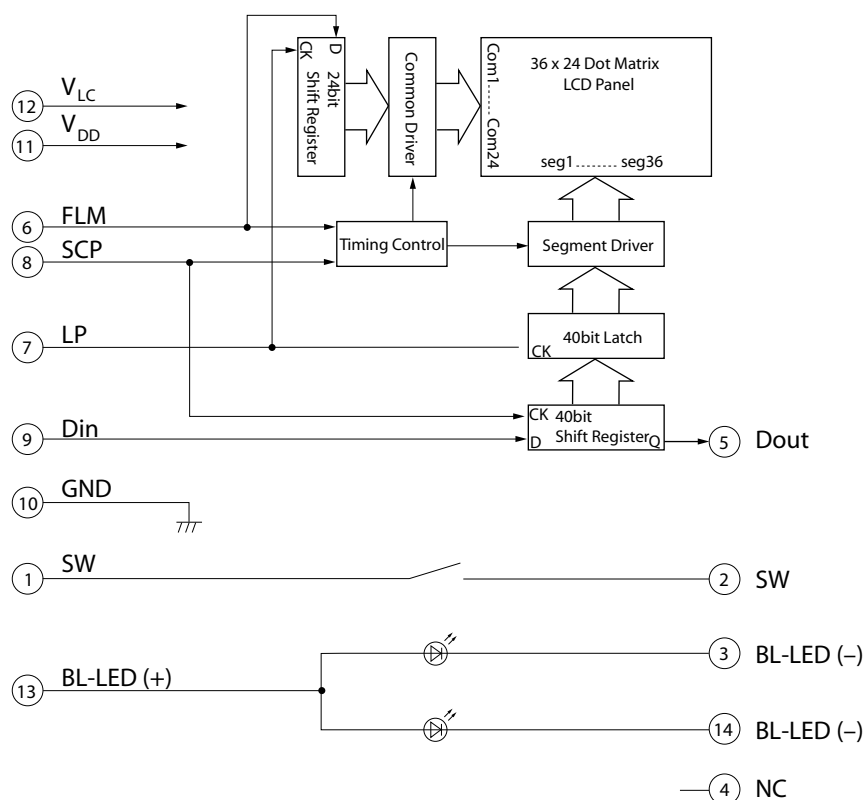 D
CK
24bit
Shift Register
Common Driver
Com1........Com24
36 x 24 Dot Matrix
LCD Panel
seg1........ seg36
12
VLC
11
VDD
6
FLM
Timing Control
Segment Driver
8
SCP
7
LP
40bit Latch
CK
CK 40bit
Shift Register
D
Q
9
Din
5
Dout
10
GND
1
SW
2
SW
3
BL-LED (–)
13
BL-LED (+)
14
BL-LED (–)
4
NC